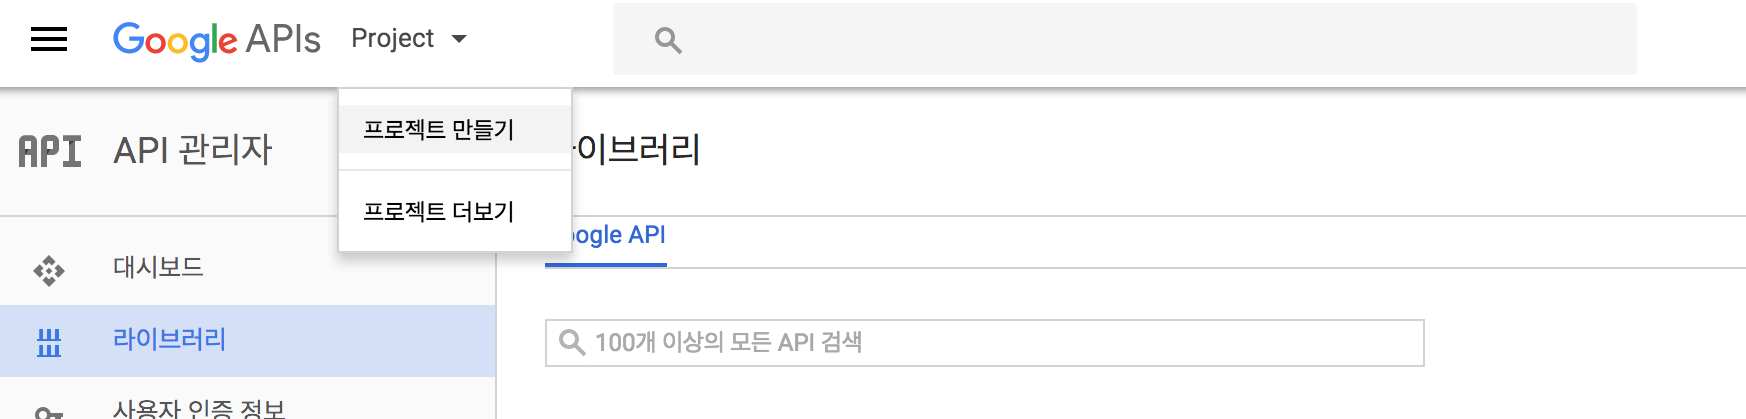 Google APIs Project
프로젝트 만들기
프로젝트 더보기
API API 관리자
이브러리
대시보드
라이브러리
사용자 인증 정보
ogle API
100개 이상의 모든 API 검색